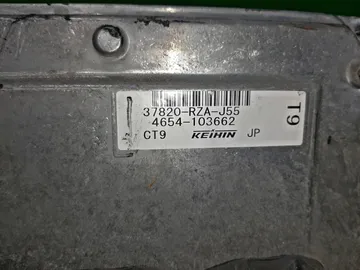 37820-RZA-J55
4654-103662
CT9 KEIHIN JP
T9